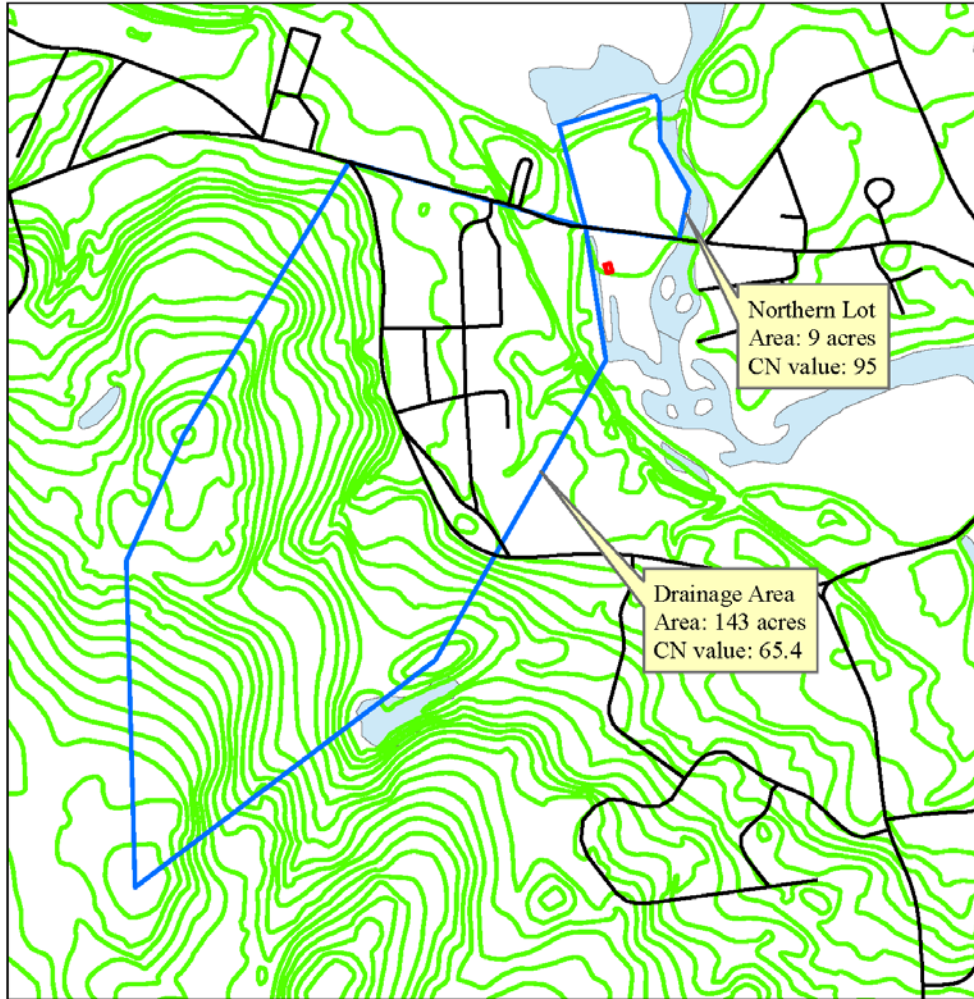 Northern Lot
Area: 9 acres
CN value: 95
Drainage Area
Area: 143 acres
CN value: 65.4